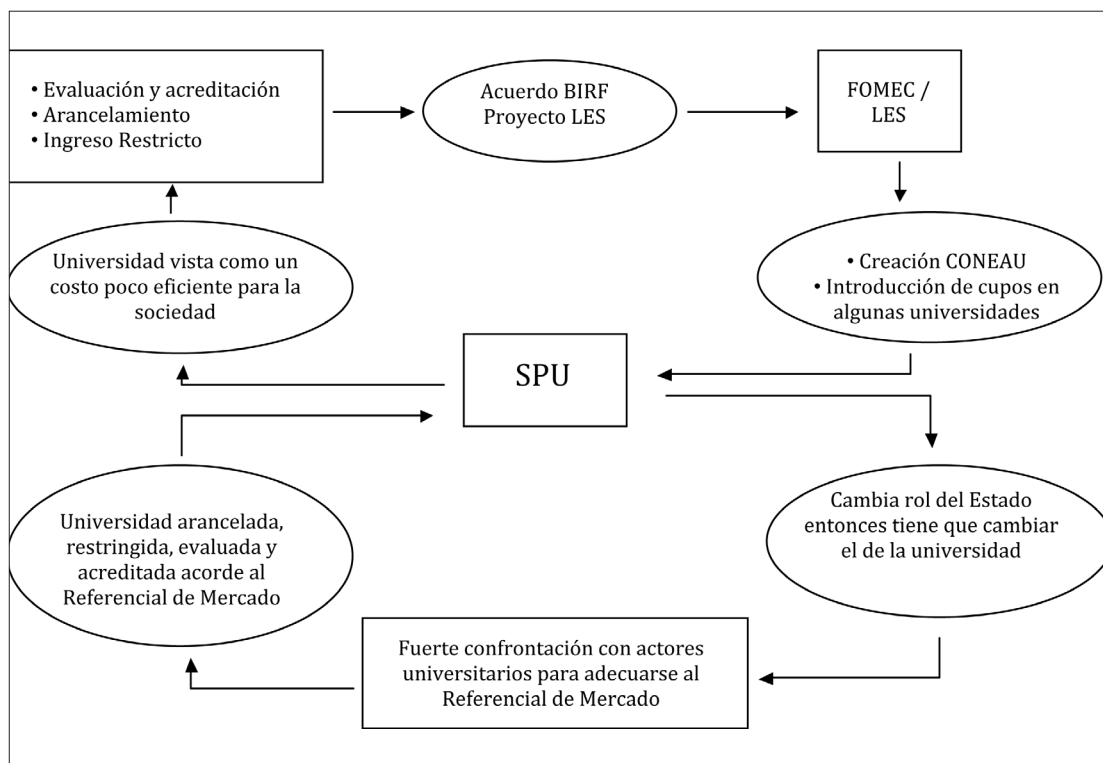 • Evaluación y acreditación
• Arancelamiento
• Ingreso Restricto
Acuerdo BIRF
Proyecto LES
FOMEC /
LES
Universidad vista como un
costo poco eficiente para la
sociedad
• Creación CONEAU
• Introducción de cupos en
algunas universidades
SPU
Universidad arancelada,
restringida, evaluada y
acreditada acorde al
Referencial de Mercado
Cambia rol del Estado
entonces tiene que cambiar
el de la universidad
Fuerte confrontación con actores
universitarios para adecuarse al
Referencial de Mercado